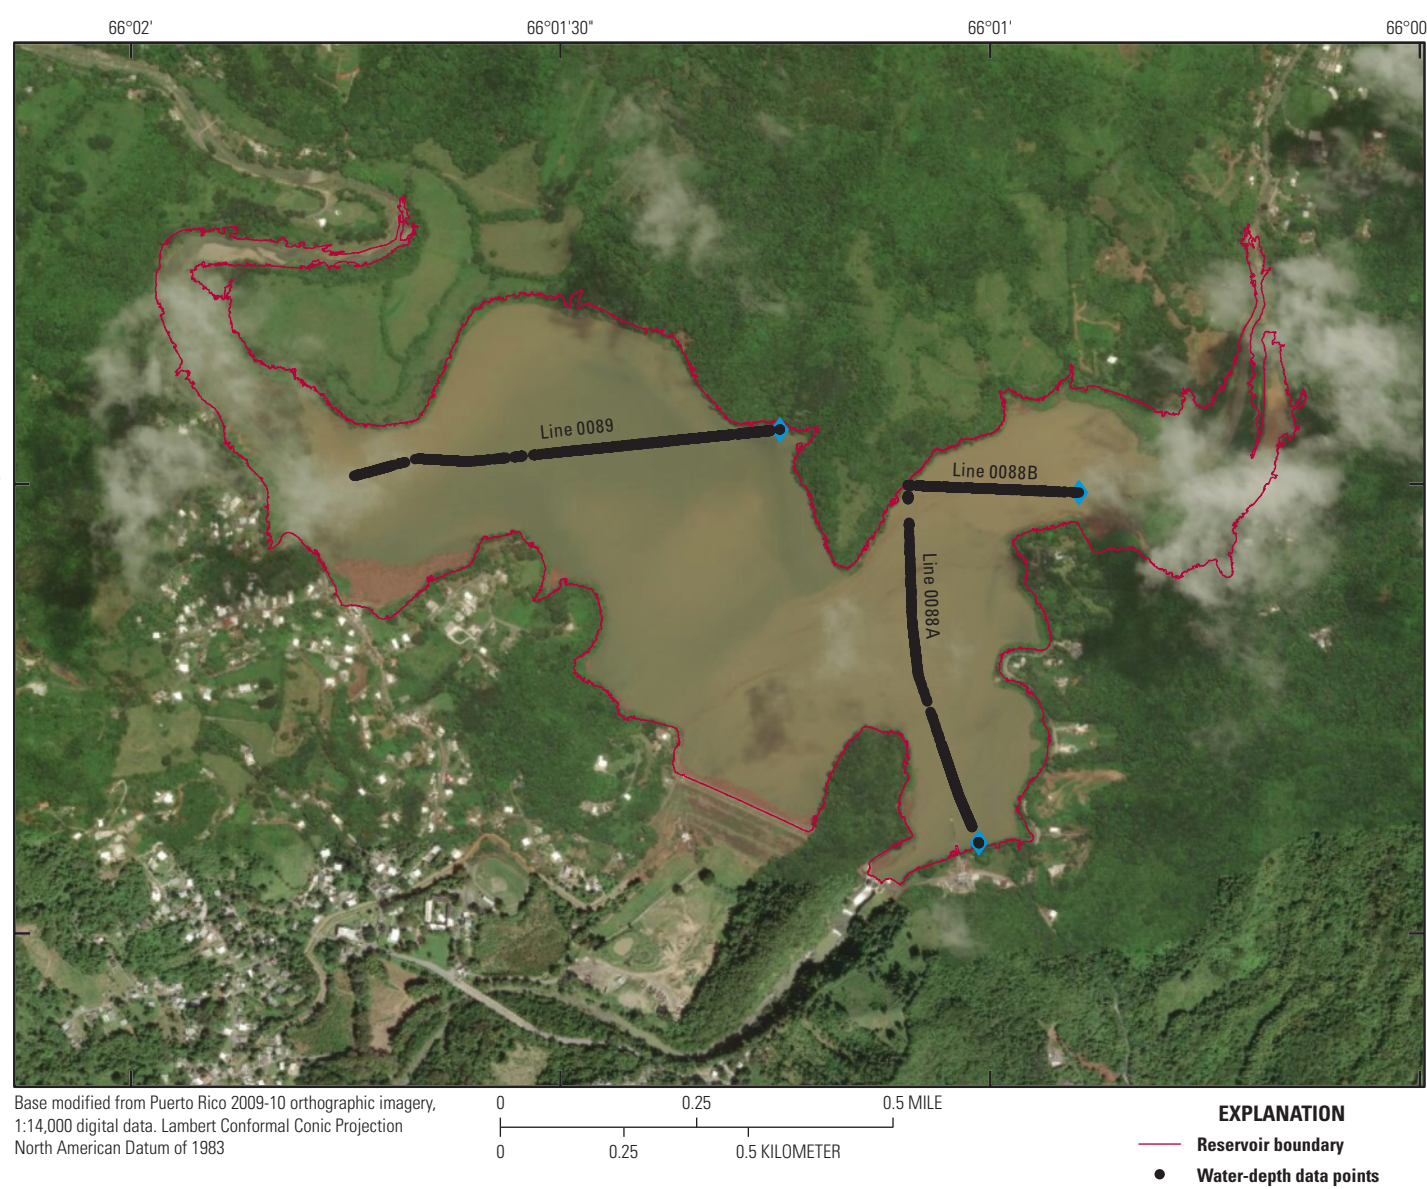 66°02' 66°01'30" 66°01' 66°00
Line 0089
Line 0088B
Line 0088A
Base modified from Puerto Rico 2009-10 orthographic imagery,
1:14,000 digital data. Lambert Conformal Conic Projection
North American Datum of 1983
0 0.25 0.5 MILE
0 0.25 0.5 KILOMETER
EXPLANATION
Reservoir boundary
Water-depth data points